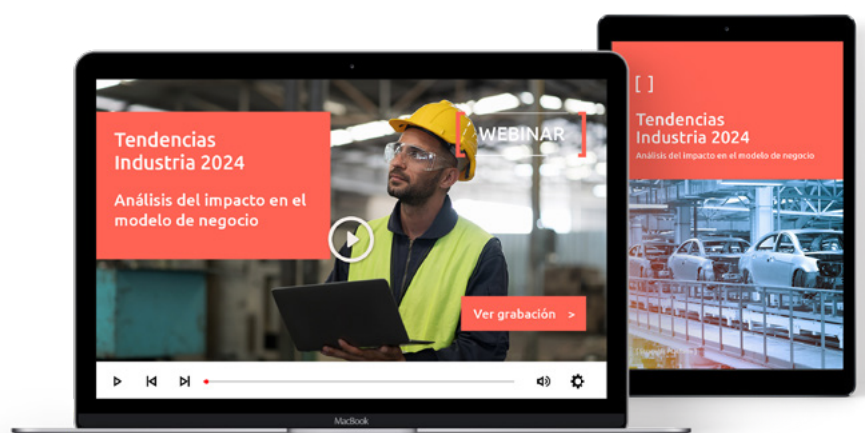 Tendencias
Industria 2024
Análisis del impacto en el
modelo de negocio
[ WEBINAR ]
Ver grabación >
MacBook
[ ]
Tendencias
Industria 2024
Análisis del impacto en el modelo de negocio